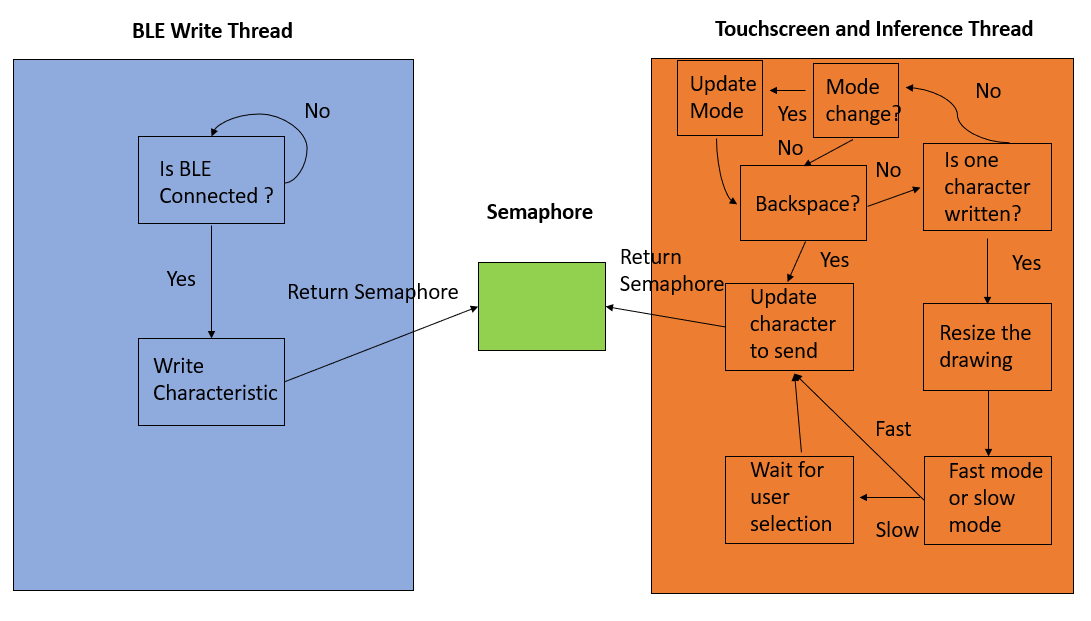 BLE Write Thread
No
Is BLE
Connected ?
Yes
Write
Characteristic
Return Semaphore
Semaphore
Touchscreen and Inference Thread
Update
Mode
Yes
Mode
change?
No
No
Backspace?
No
Is one
character
written?
Yes
Yes
Return
Semaphore
Update
character
to send
Resize the
drawing
Fast
Wait for
user
selection
Slow
Fast mode
or slow
mode